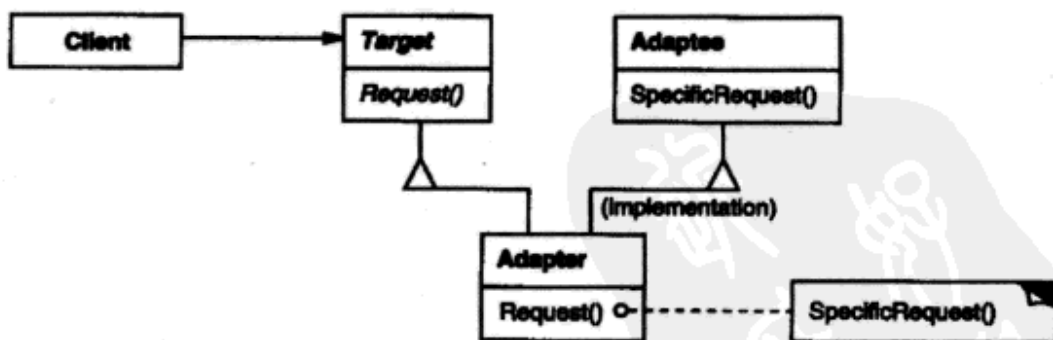 Client
Target
Request()
Adaptee
SpecificRequest()
(Implementation)
Adapter
Request()
SpecificRequest()